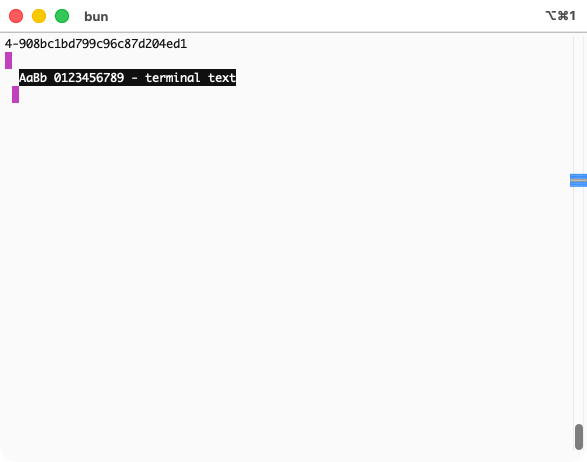 bun
⌥⌘1
4-908bc1bd799c96c87d204ed1
AaBb 0123456789 - terminal text